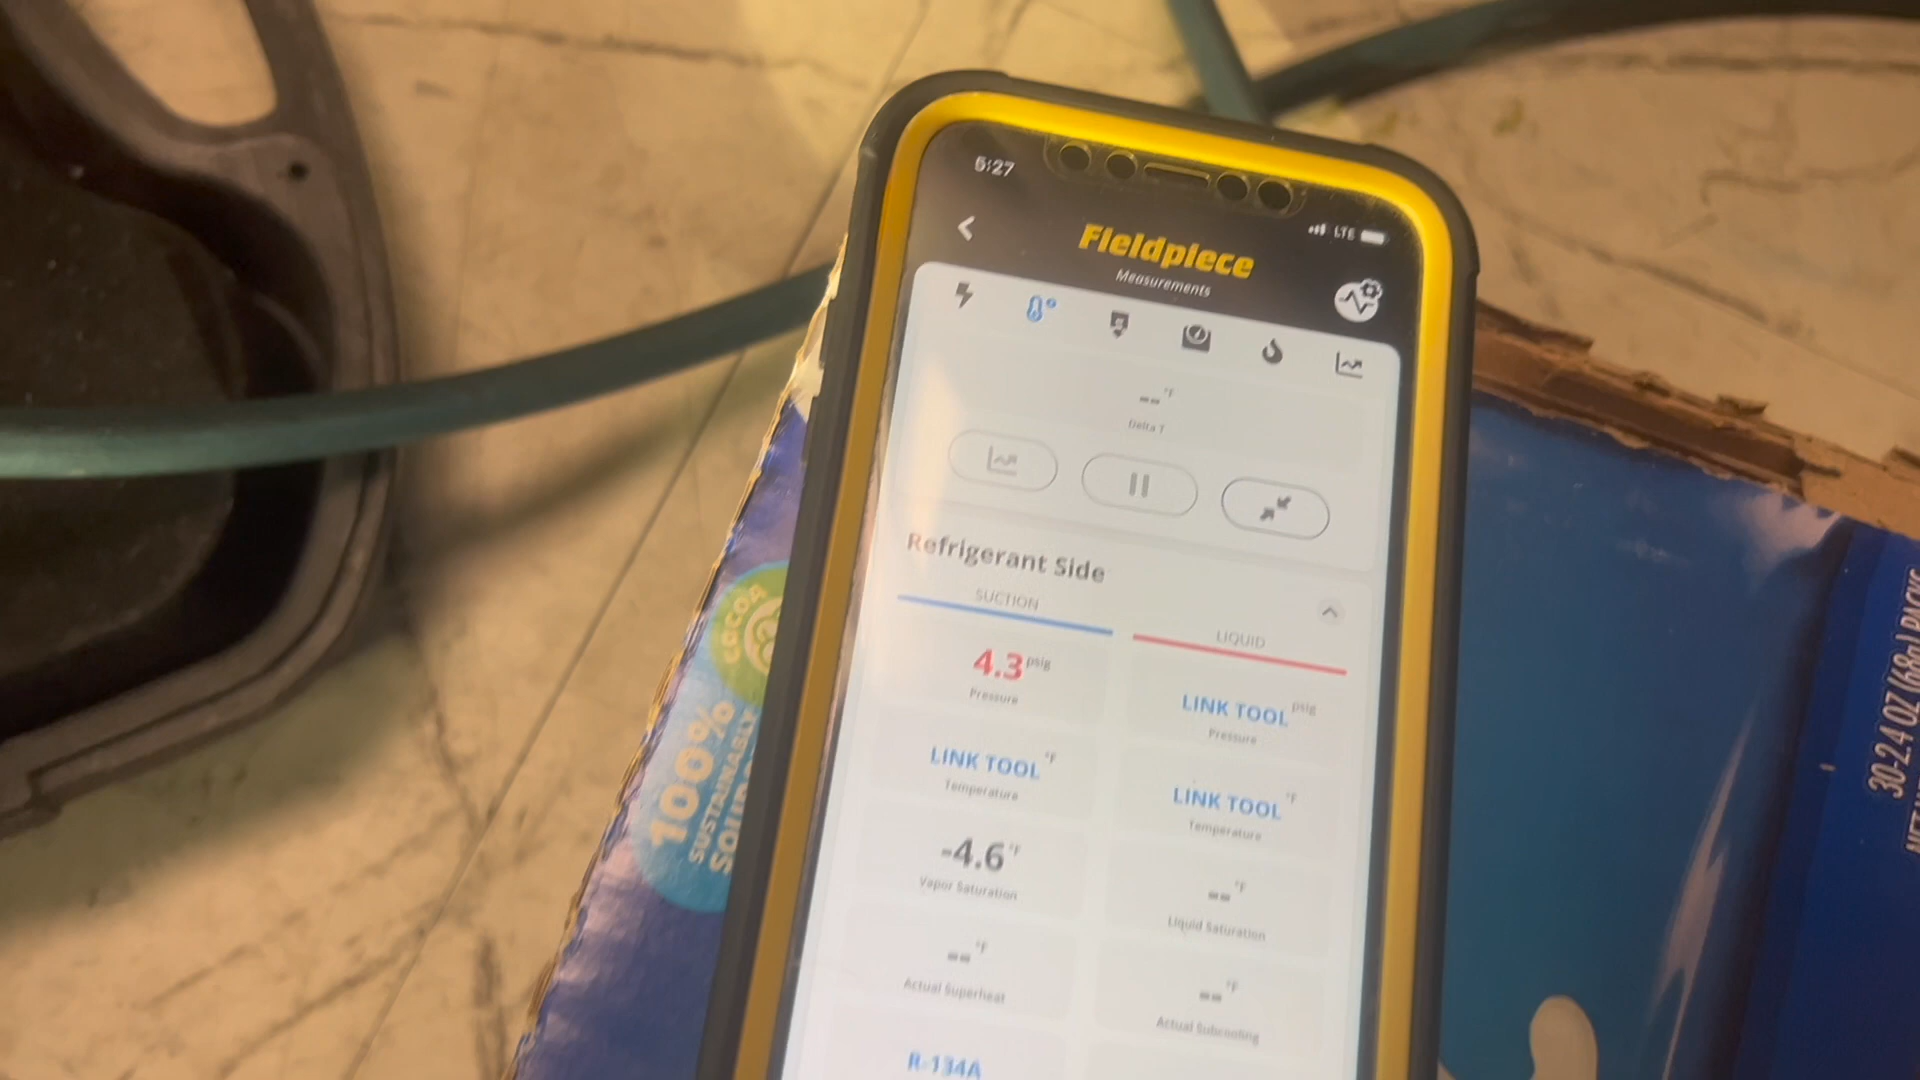 5:27
LTE
Fieldpiece
Measurements
-- °F
Delta T
Refrigerant Side
SUCTION
LIQUID
4.3 psig
Pressure
LINK TOOL psig
Pressure
LINK TOOL °F
Temperature
LINK TOOL °F
Temperature
-4.6 °F
Vapor Saturation
-- °F
Liquid Saturation
-- °F
Actual Superheat
-- °F
Actual Subcooling
R-134A
COCOA
100%
SUSTAINABLY
30-2.4 OZ (68g) PACKS